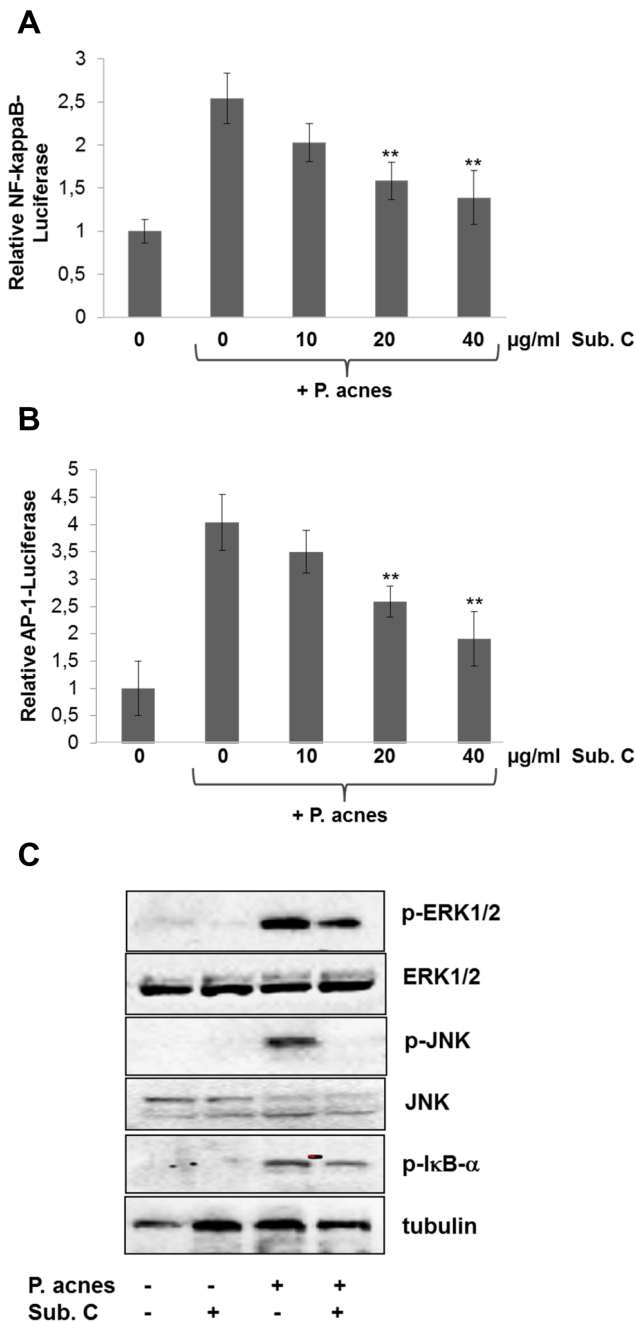 A
Relative NF-kappaB-
Luciferase
3
2,5
2
1,5
1
0,5
0
**
**
0 0 10 20 40 µg/ml Sub. C
+ P. acnes
B
Relative AP-1-Luciferase
5
4,5
4
3,5
3
2,5
2
1,5
1
0,5
0
**
**
0 0 10 20 40 µg/ml Sub. C
+ P. acnes
C
p-ERK1/2
ERK1/2
p-JNK
JNK
p-IκB-α
tubulin
P. acnes - - + +
Sub. C - + - +